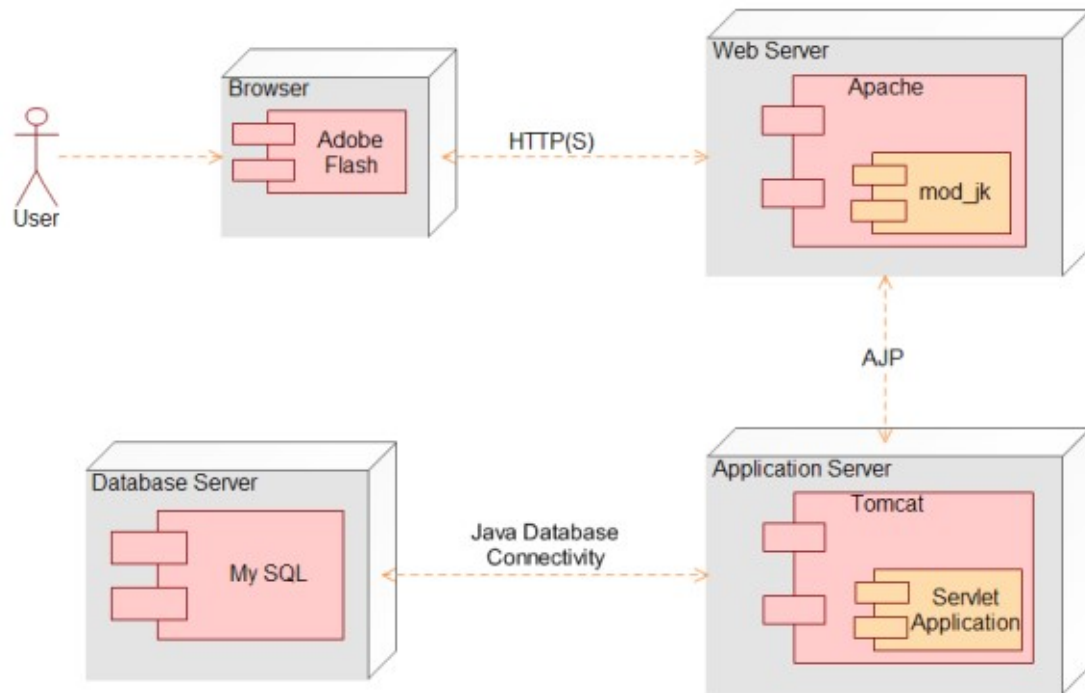 Web Server
Apache
Browser
Adobe
Flash
HTTP(S)
mod_jk
User
AJP
Application Server
Tomcat
Database Server
Java Database
Connectivity
My SQL
Servlet
Application